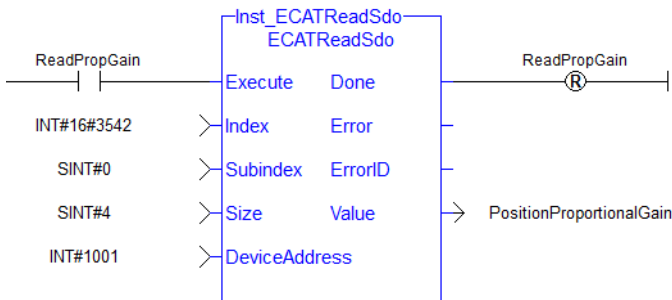 Inst_ECATReadSdo
ECATReadSdo
ReadPropGain
ReadPropGain
Execute Done
R
INT#16#3542
Index Error
SINT#0
Subindex ErrorID
SINT#4
Size Value
PositionProportionalGain
INT#1001
DeviceAddress